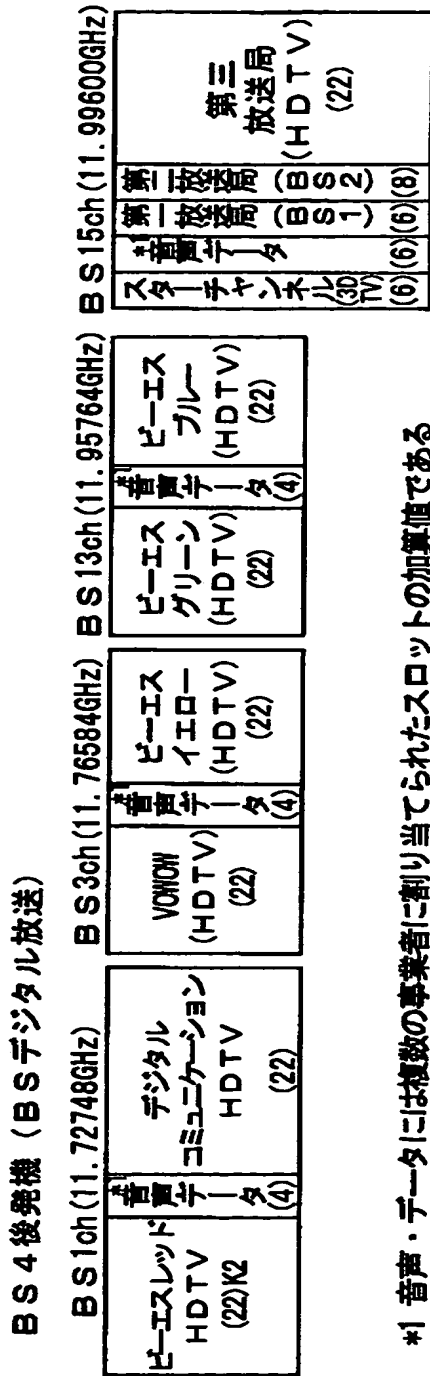 BS4後発機(BSデジタル放送)
BS1ch(11.72748GHz)
ビーエスレッド
HDTV
(22)K2
*1
音声データ
(4)
デジタル
コミュニケーション
HDTV
(22)
BS3ch(11.76584GHz)
VOWOW
(HDTV)
(22)
*1
音声データ
(4)
ビーエス
イエロー
(HDTV)
(22)
BS13ch(11.95764GHz)
ビーエス
グリーン
(HDTV)
(22)
*1
音声データ
(4)
ビーエス
ブルー
(HDTV)
(22)
BS15ch(11.99600GHz)
スターチャンネル
(3D
TV)
(6)
*1
音声データ
(6)
第一放送局(BS1)
(6)
第二放送局(BS2)
(8)
第三
放送局
(HDTV)
(22)
*1 音声・データには複数の事業者に割り当てられたスロットの加算値である